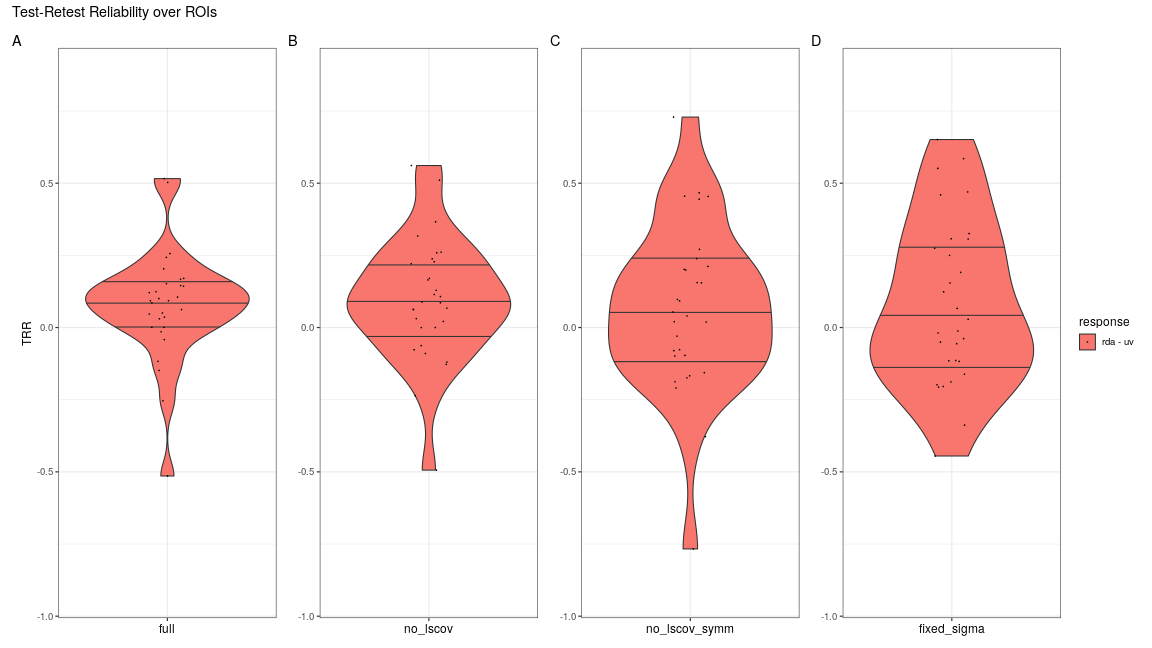 Test-Retest Reliability over ROIs
A
B
C
D
TRR
0.5
0.0
-0.5
-1.0
full
0.5
0.0
-0.5
-1.0
no_lscov
0.5
0.0
-0.5
-1.0
no_lscov_symm
0.5
0.0
-0.5
-1.0
fixed_sigma
response
rda - uv